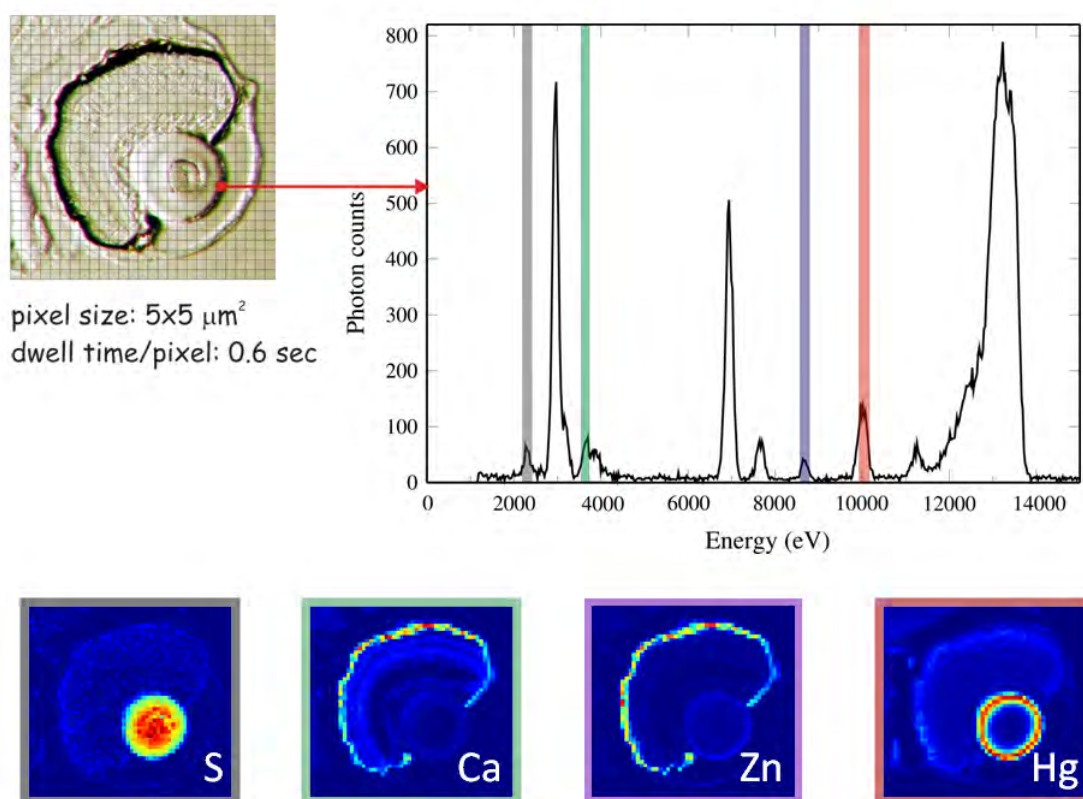 pixel size: 5x5 μm²
dwell time/pixel: 0.6 sec
Photon counts
800
700
600
500
400
300
200
100
0
0 2000 4000 6000 8000 10000 12000 14000
Energy (eV)
S Ca Zn Hg